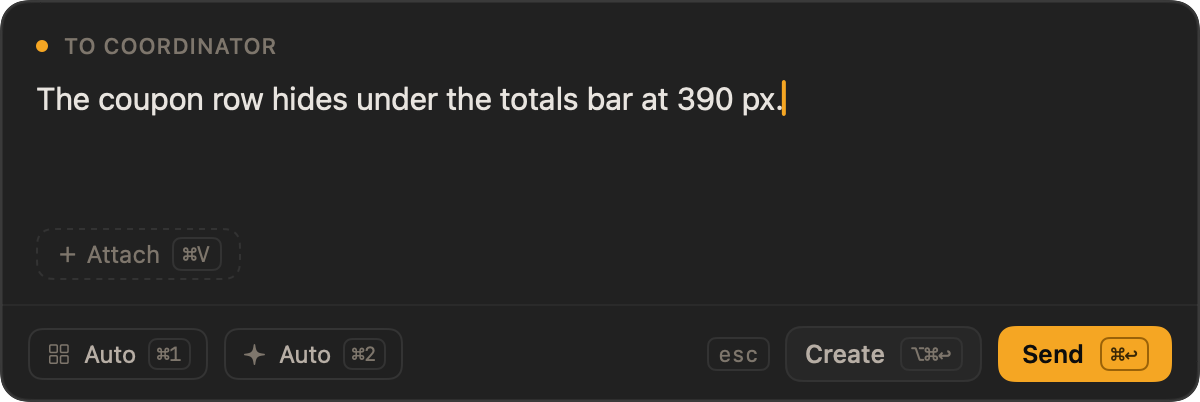 TO COORDINATOR
The coupon row hides under the totals bar at 390 px.
+ Attach ⌘V
Auto ⌘1 Auto ⌘2 esc Create ⌥⌘↩ Send ⌘↩